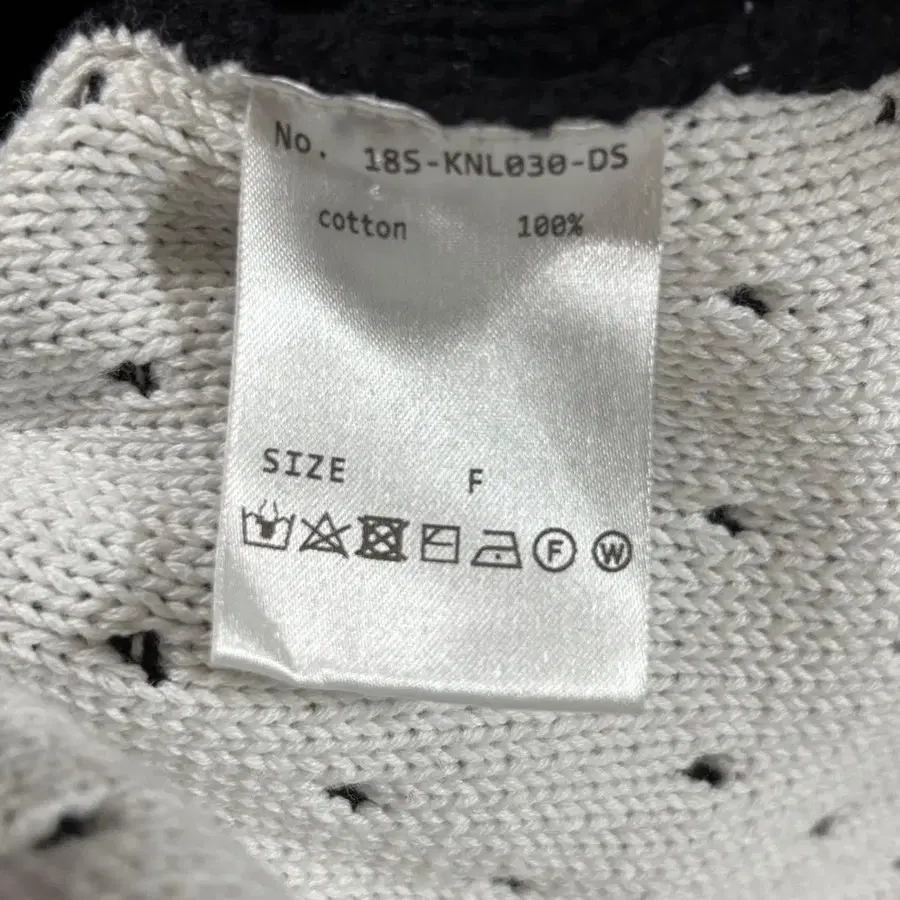 No. 18S-KNL030-DS
cotton 100%
SIZE F
F W